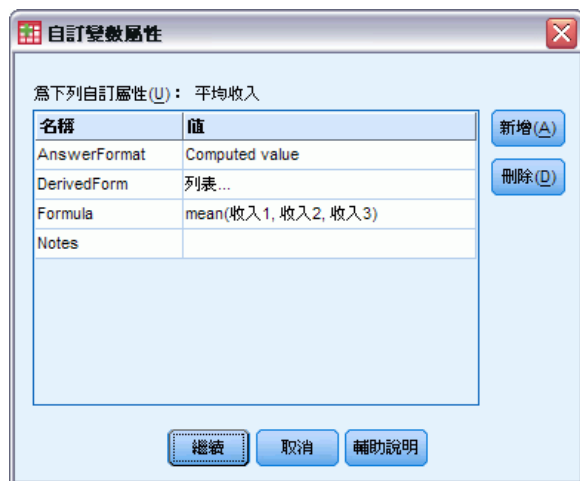 自訂變數屬性
為下列自訂屬性(U)： 平均收入
名稱 值
AnswerFormat Computed value
DerivedForm 列表...
Formula mean(收入1, 收入2, 收入3)
Notes
新增(A)
刪除(D)
繼續 取消 輔助說明